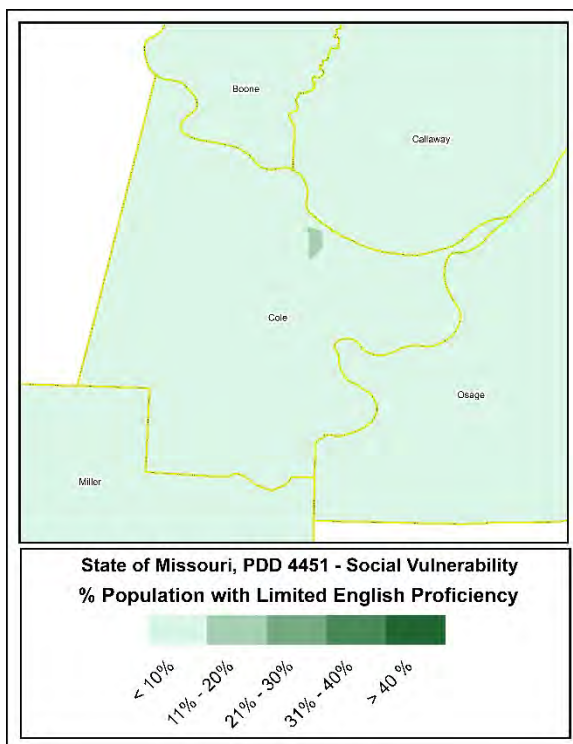 Boone
Callaway
Cole
Osage
Miller
State of Missouri, PDD 4451 - Social Vulnerability
% Population with Limited English Proficiency
< 10%
11% - 20%
21% - 30%
31% - 40%
> 40 %